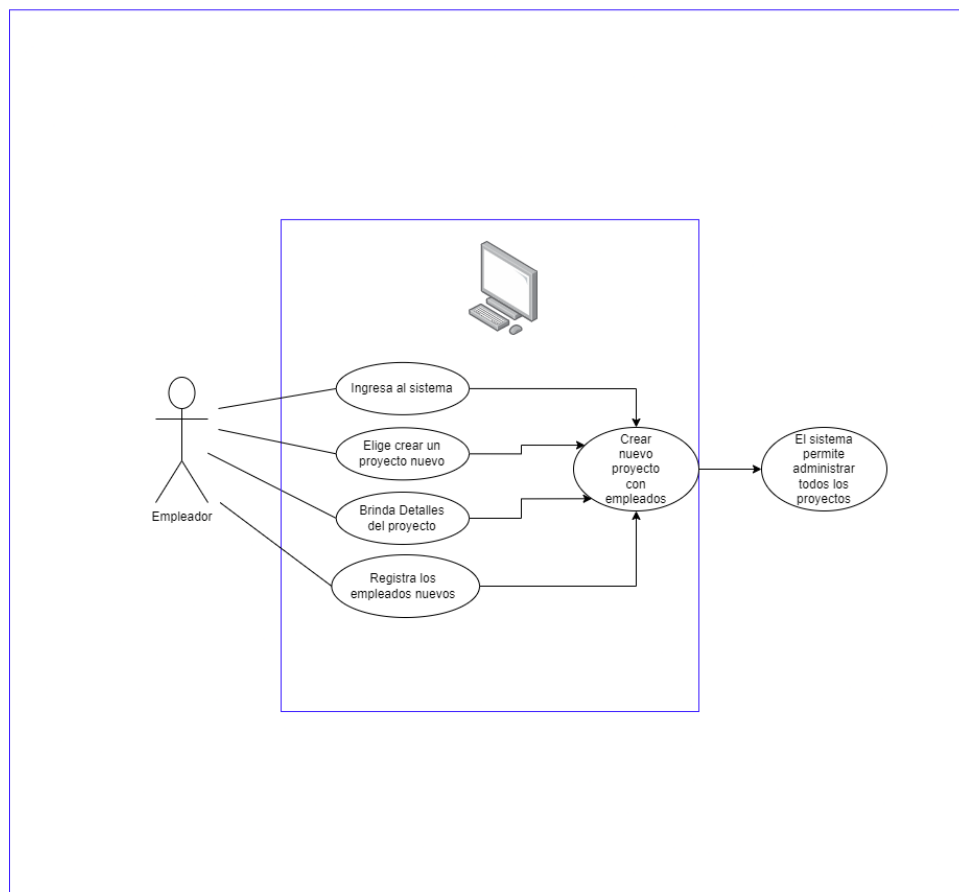 Ingresa al sistema
Elige crear un
proyecto nuevo
Brinda Detalles
del proyecto
Registra los
empleados nuevos
Empleador
Crear
nuevo
proyecto
con
empleados
El sistema
permite
administrar
todos los
proyectos